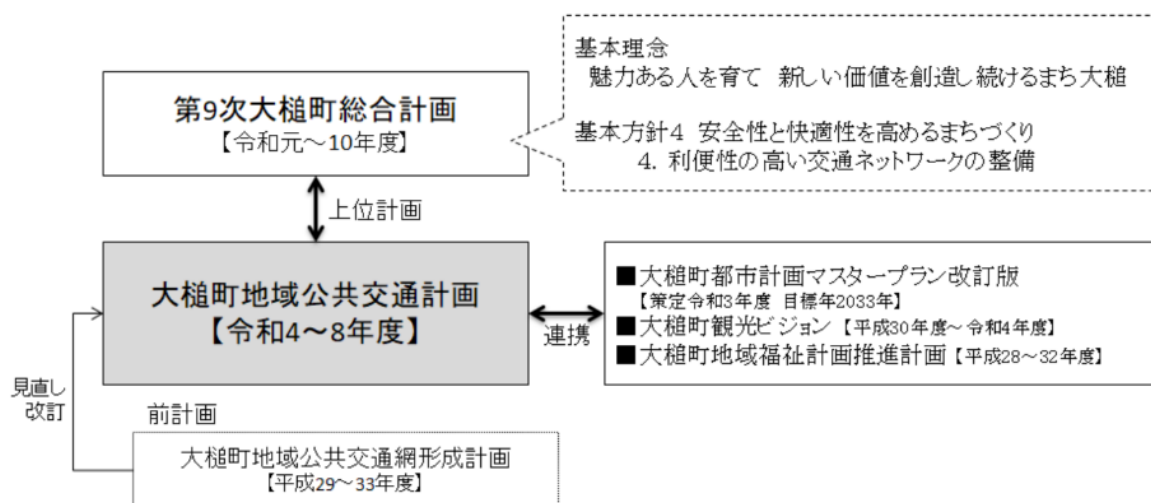 基本理念
魅力ある人を育て 新しい価値を創造し続けるまち大槌
基本方針4 安全性と快適性を高めるまちづくり
4. 利便性の高い交通ネットワークの整備
第9次大槌町総合計画
【令和元～10年度】
上位計画
大槌町地域公共交通計画
【令和4～8年度】
連携
■大槌町都市計画マスタープラン改訂版
【策定令和3年度 目標年2033年】
■大槌町観光ビジョン【平成30年度～令和4年度】
■大槌町地域福祉計画推進計画【平成28～32年度】
見直し
改訂
前計画
大槌町地域公共交通網形成計画
【平成29～33年度】